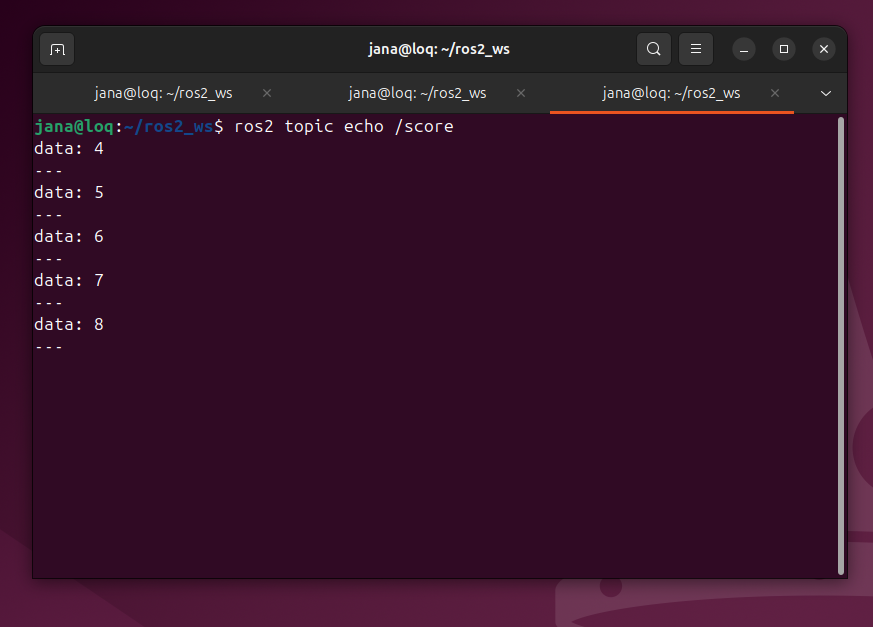 jana@loq: ~/ros2_ws
jana@loq: ~/ros2_ws
jana@loq: ~/ros2_ws
jana@loq: ~/ros2_ws
jana@loq:~/ros2_ws$ ros2 topic echo /score
data: 4
---
data: 5
---
data: 6
---
data: 7
---
data: 8
---